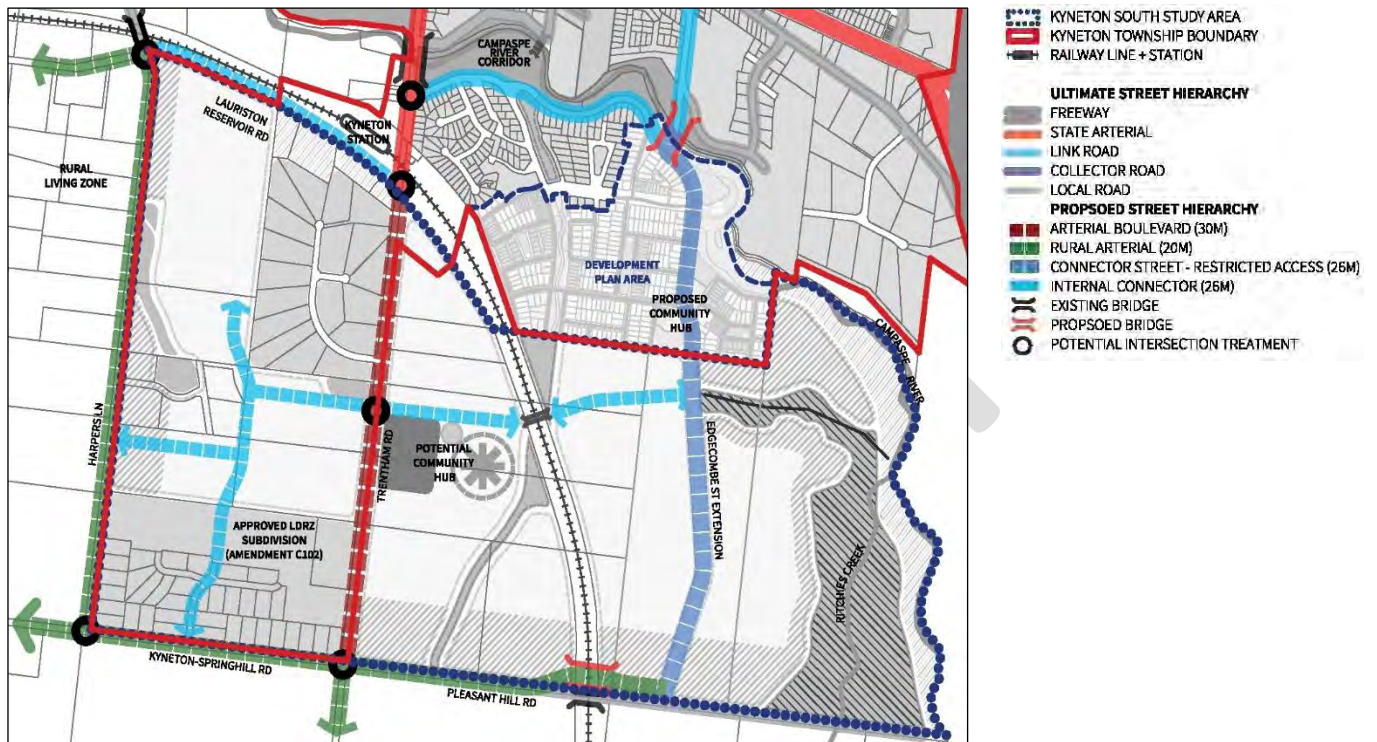 CAMPASPE
RIVER
CORRIDOR
LAURISTON
RESERVOIR RD
KYNETON
STATION
RURAL
LIVING ZONE
DEVELOPMENT
PLAN AREA
PROPOSED
COMMUNITY
HUB
CAMPASPE RIVER
HARPERS LN
TRENTHAM RD
POTENTIAL
COMMUNITY
HUB
EDGECOMBE ST EXTENSION
APPROVED LDRZ
SUBDIVISION
(AMENDMENT C102)
RITCHIES CREEK
KYNETON-SPRINGHILL RD
PLEASANT HILL RD
KYNETON SOUTH STUDY AREA
KYNETON TOWNSHIP BOUNDARY
RAILWAY LINE + STATION
ULTIMATE STREET HIERARCHY
FREEWAY
STATE ARTERIAL
LINK ROAD
COLLECTOR ROAD
LOCAL ROAD
PROPSOED STREET HIERARCHY
ARTERIAL BOULEVARD (30M)
RURAL ARTERIAL (20M)
CONNECTOR STREET - RESTRICTED ACCESS (26M)
INTERNAL CONNECTOR (26M)
EXISTING BRIDGE
PROPSOED BRIDGE
POTENTIAL INTERSECTION TREATMENT